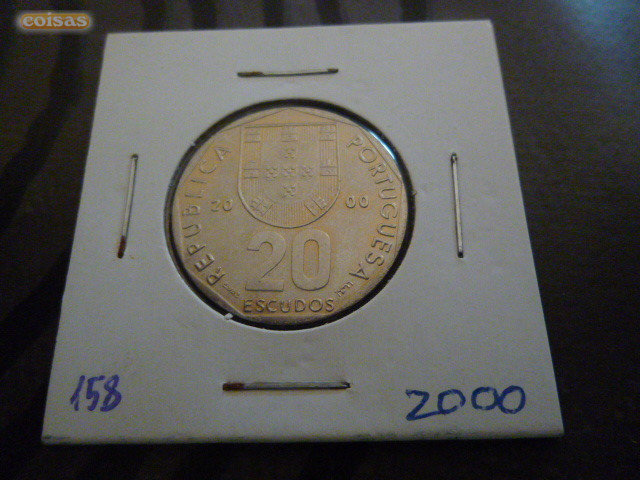 coisas
REPUBLICA PORTUGUESA
20 00
20
ESCUDOS
158
2000